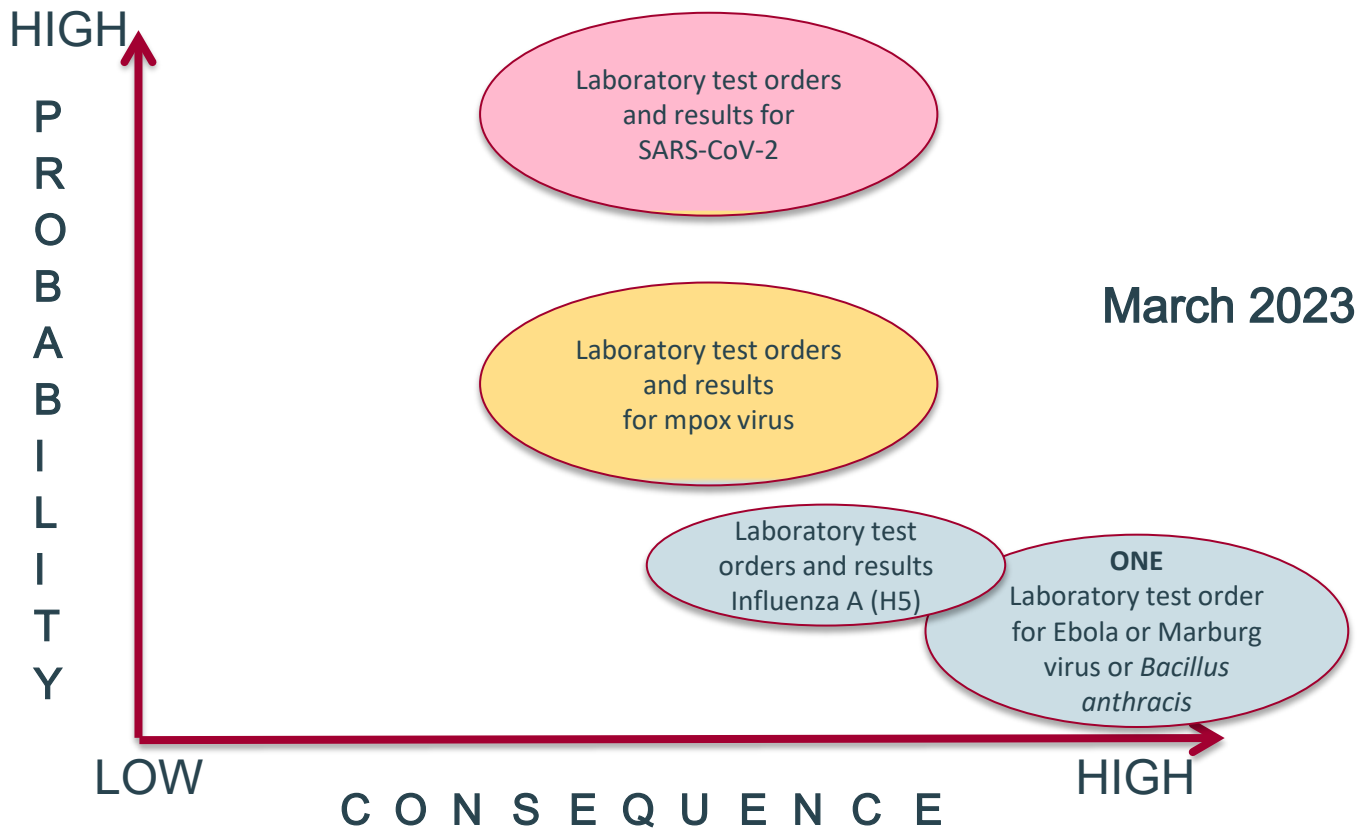 HIGH
PROBABILITY
Laboratory test orders
and results for
SARS-CoV-2
March 2023
Laboratory test orders
and results
for mpox virus
Laboratory test
orders and results
Influenza A (H5)
ONE
Laboratory test order
for Ebola or Marburg
virus or Bacillus
anthracis
LOW
HIGH
CONSEQUENCE